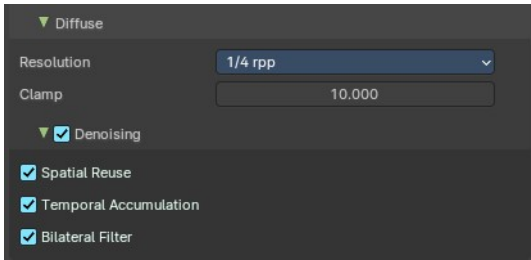 Diffuse
Resolution 1/4 rpp
Clamp 10.000
Denoising
Spatial Reuse
Temporal Accumulation
Bilateral Filter